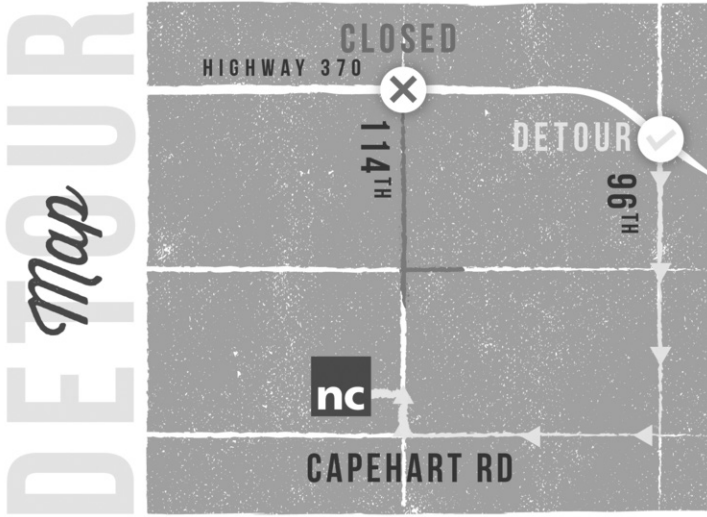 DETOUR
Map
CLOSED
HIGHWAY 370
114TH
DETOUR
96TH
nc
CAPEHART RD